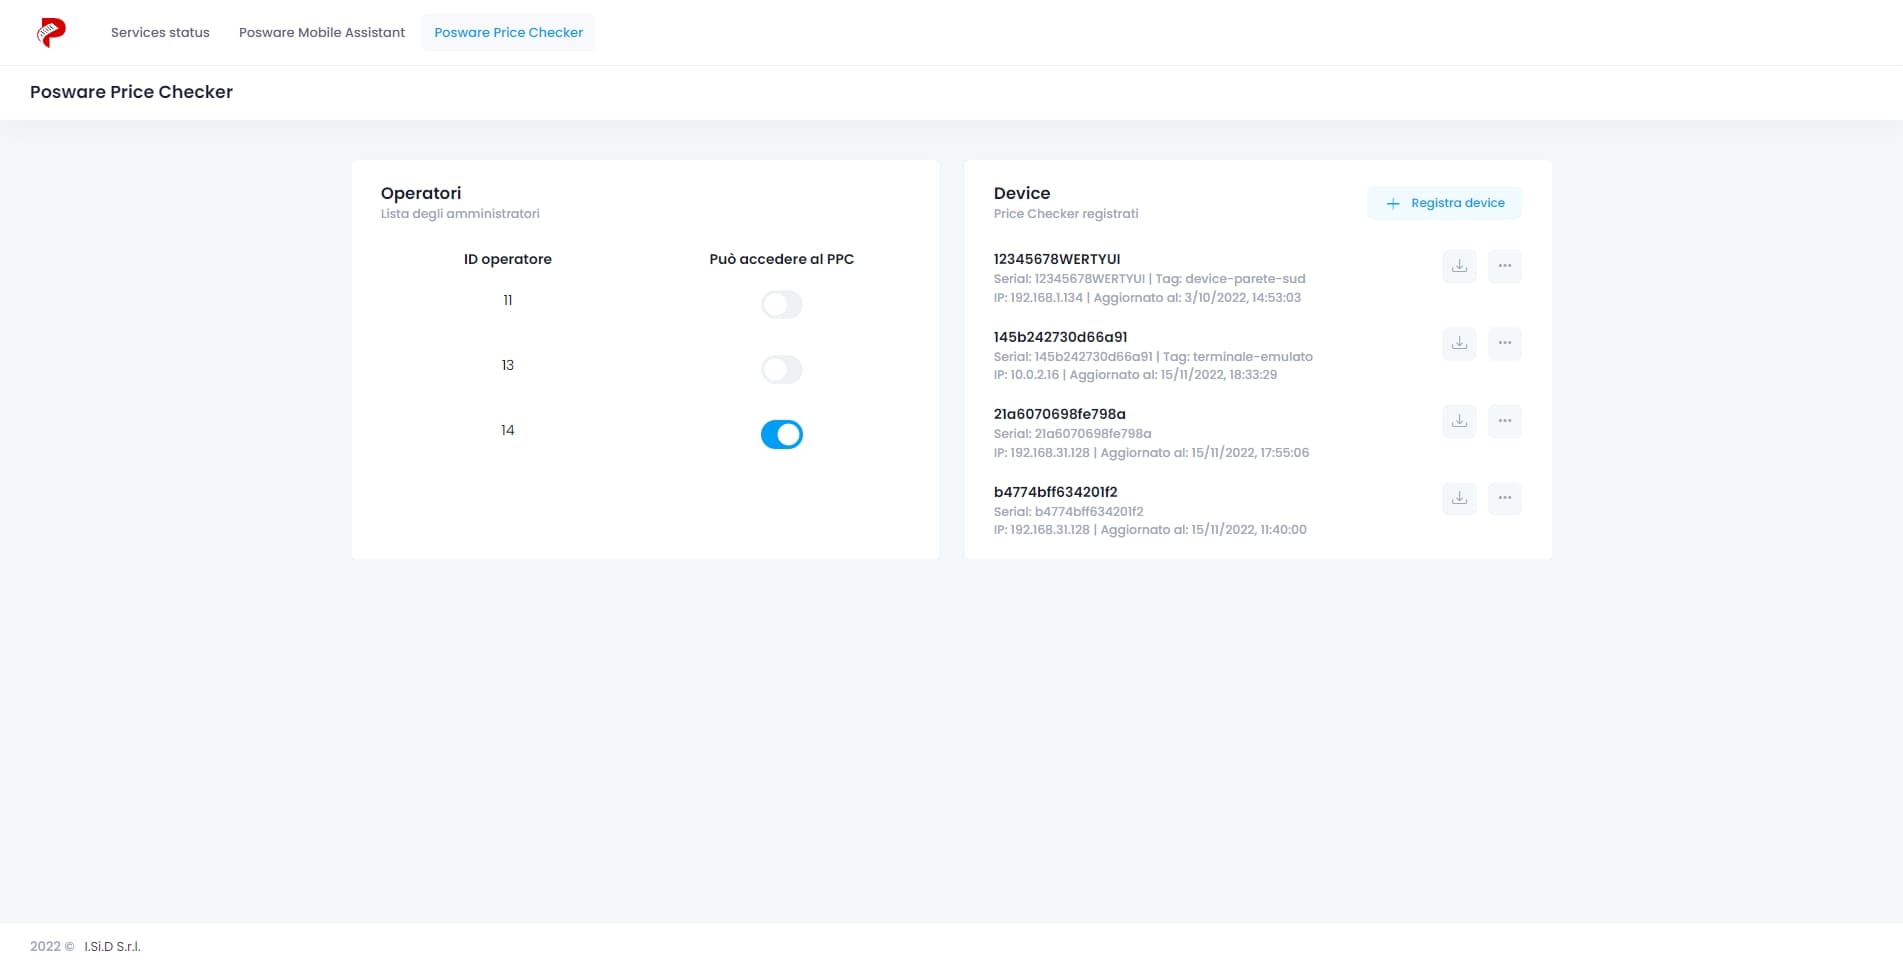 Services status
Posware Mobile Assistant
Posware Price Checker
Posware Price Checker
Operatori
Lista degli amministratori
ID operatore
Può accedere al PPC
11
13
14
Device
Price Checker registrati
Registra device
12345678WERTYUI
Serial: 12345678WERTYUI | Tag: device-parete-sud
IP: 192.168.1.134 | Aggiornato al: 3/10/2022, 14:53:03
145b242730d66a91
Serial: 145b242730d66a91 | Tag: terminale-emulato
IP: 10.0.2.16 | Aggiornato al: 15/11/2022, 18:33:29
21a6070698fe798a
Serial: 21a6070698fe798a
IP: 192.168.31.128 | Aggiornato al: 15/11/2022, 17:55:06
b4774bff634201f2
Serial: b4774bff634201f2
IP: 192.168.31.128 | Aggiornato al: 15/11/2022, 11:40:00
2022 © I.Si.D S.r.l.